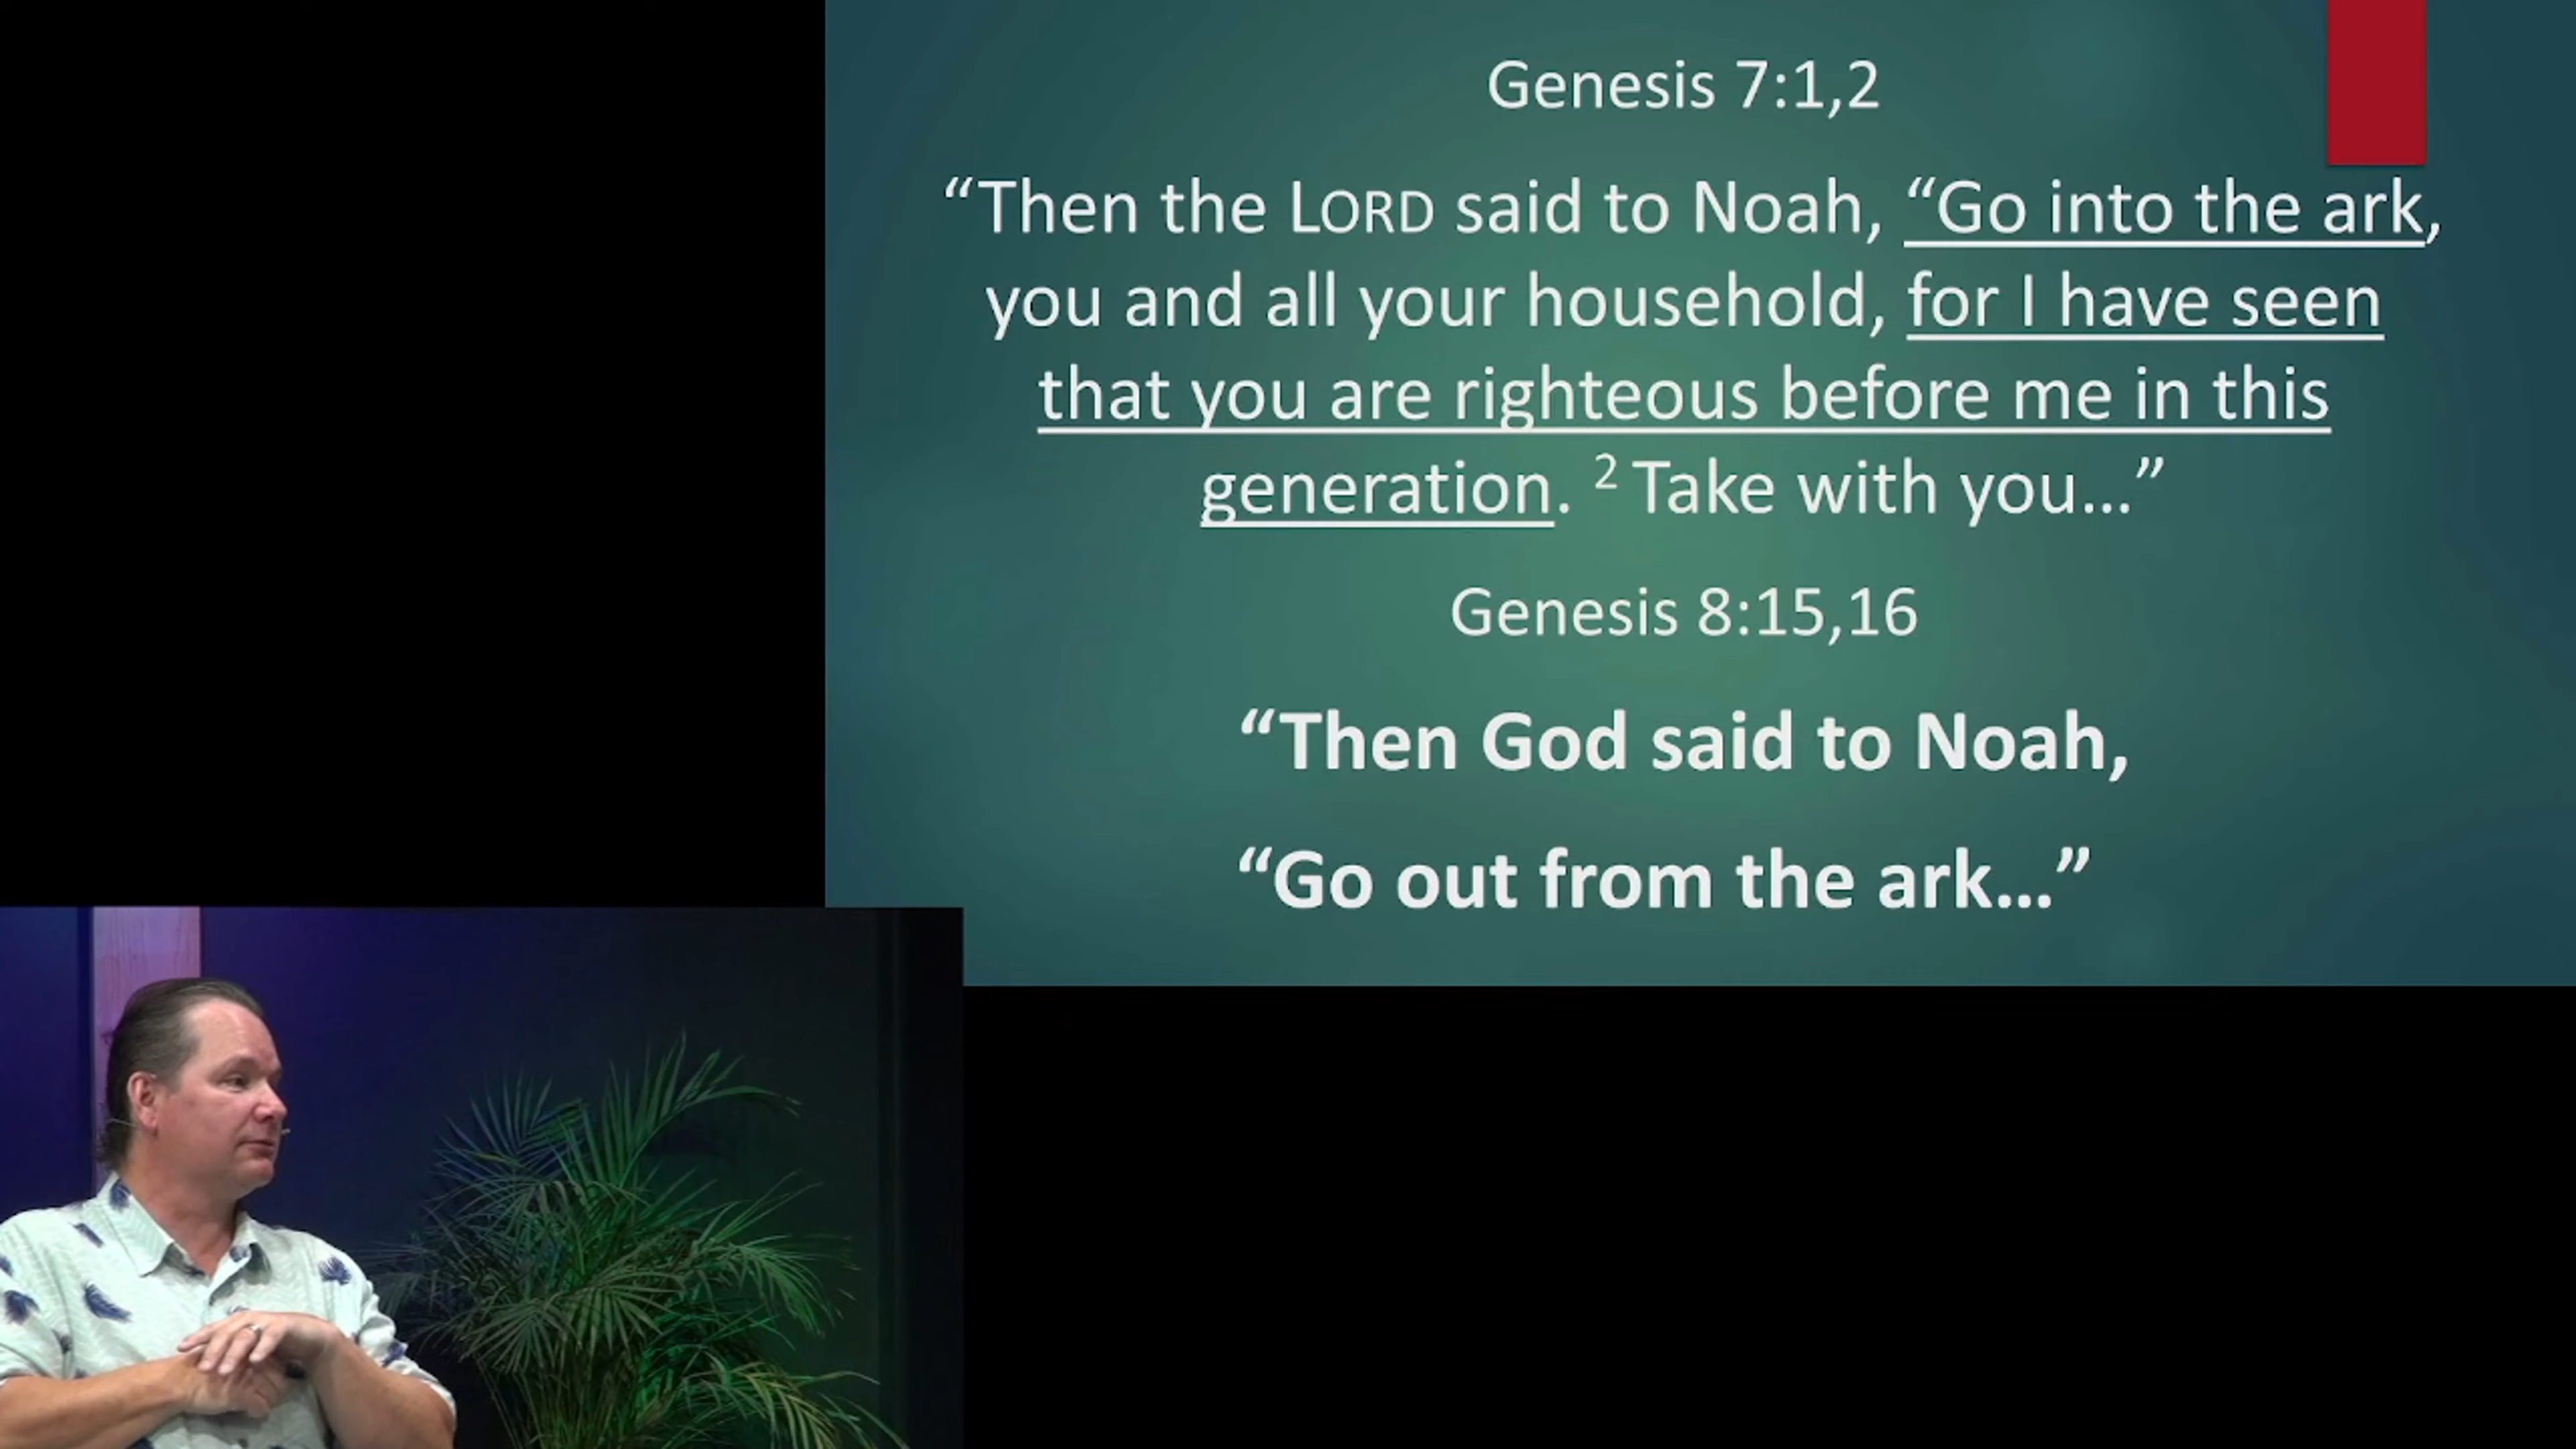 Genesis 7:1,2
“Then the LORD said to Noah, “Go into the ark,
you and all your household, for I have seen
that you are righteous before me in this
generation. ² Take with you...”
Genesis 8:15,16
“Then God said to Noah,
“Go out from the ark...”